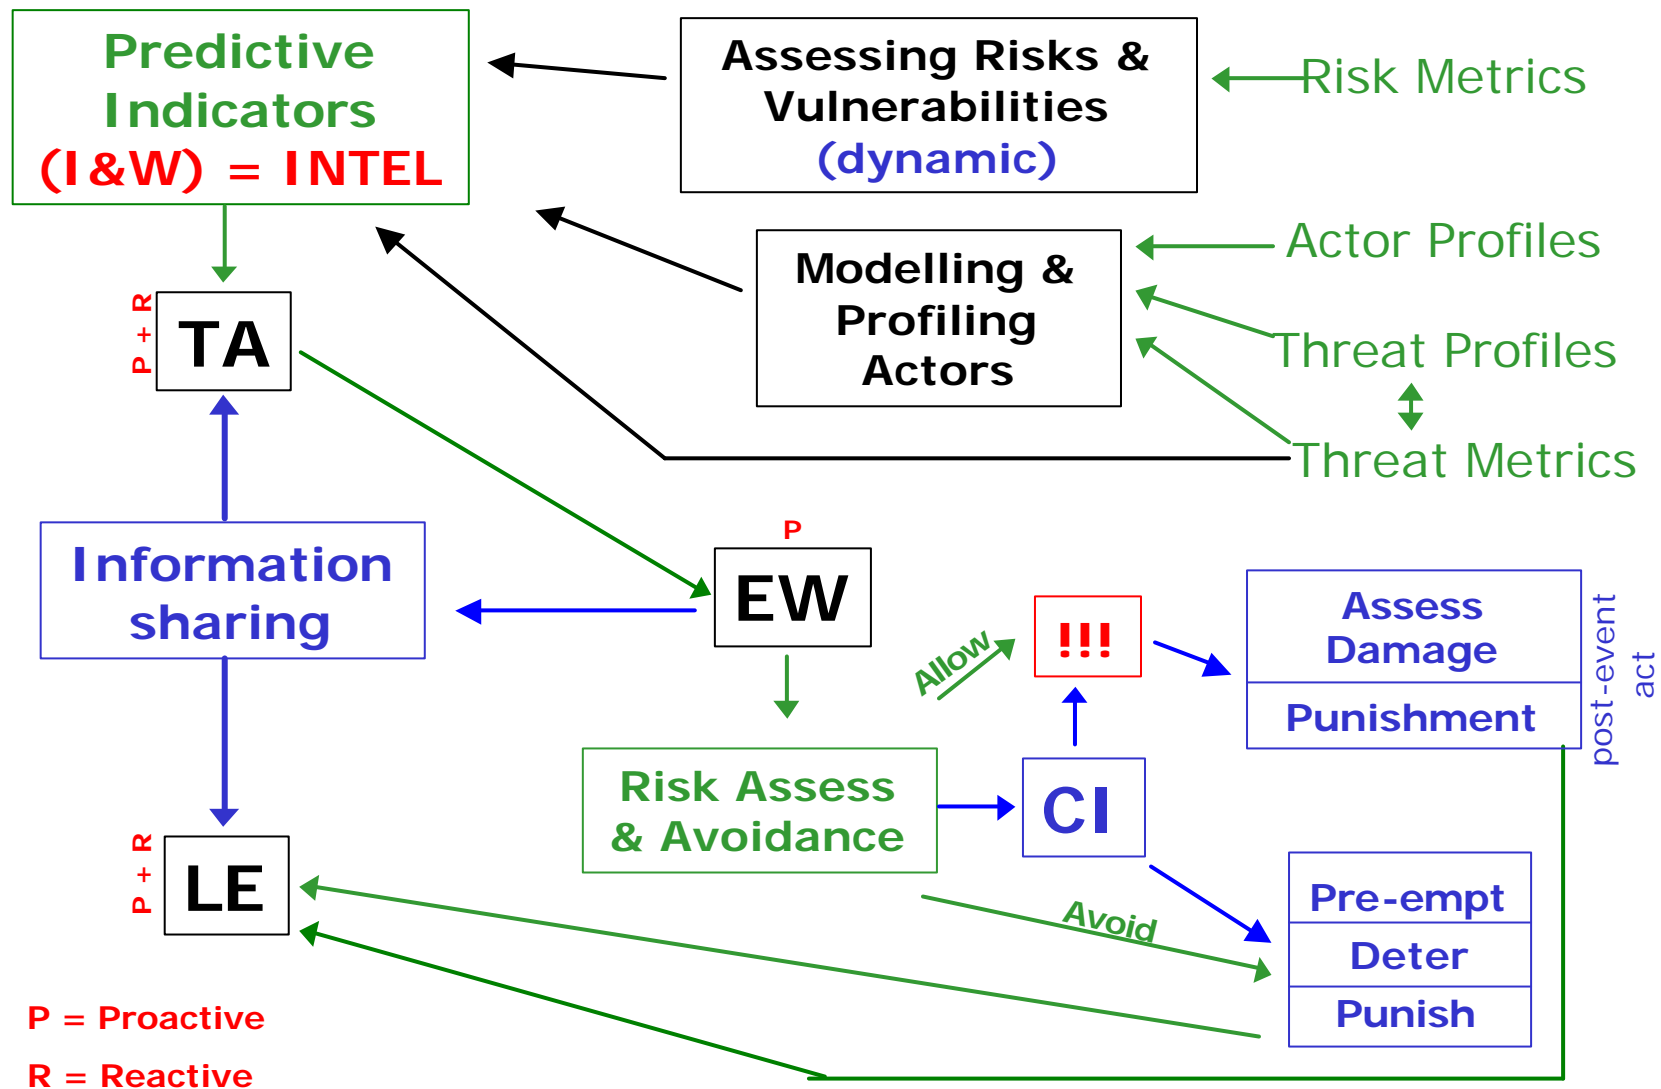 Predictive
Indicators
(I&W) = INTEL
Assessing Risks &
Vulnerabilities
(dynamic)
Risk Metrics
Modelling &
Profiling
Actors
Actor Profiles
Threat Profiles
Threat Metrics
P + R
TA
Information
sharing
P
EW
Allow
!!!
Assess
Damage
Punishment
post-event
act
Risk Assess
& Avoidance
CI
P + R
LE
Avoid
Pre-empt
Deter
Punish
P = Proactive
R = Reactive